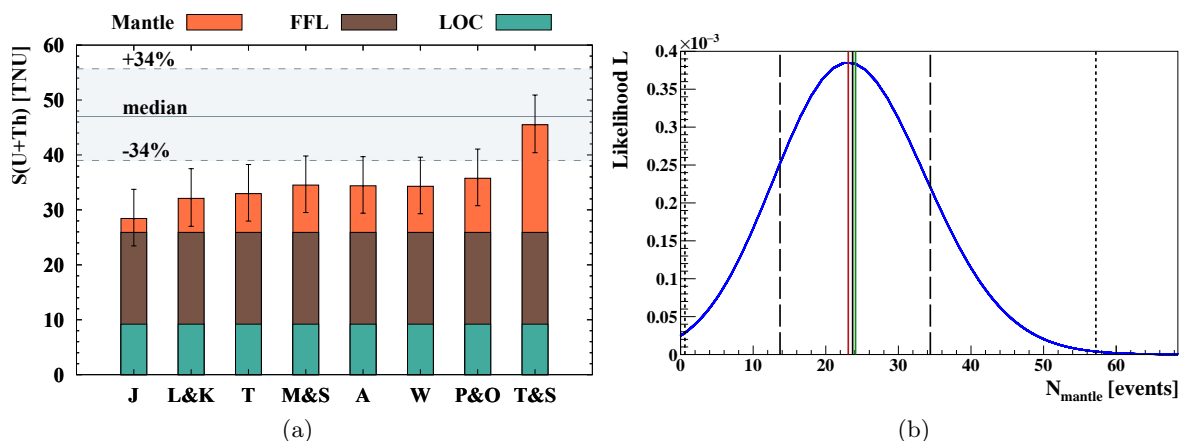 Mantle FFL LOC
S(U+Th) [TNU]
60
50
40
30
20
10
0
+34%
median
-34%
J L&K T M&S A W P&O T&S
(a)
×10⁻³
Likelihood L
0.4
0.35
0.3
0.25
0.2
0.15
0.1
0.05
0
0 10 20 30 40 50 60
N_mantle [events]
(b)